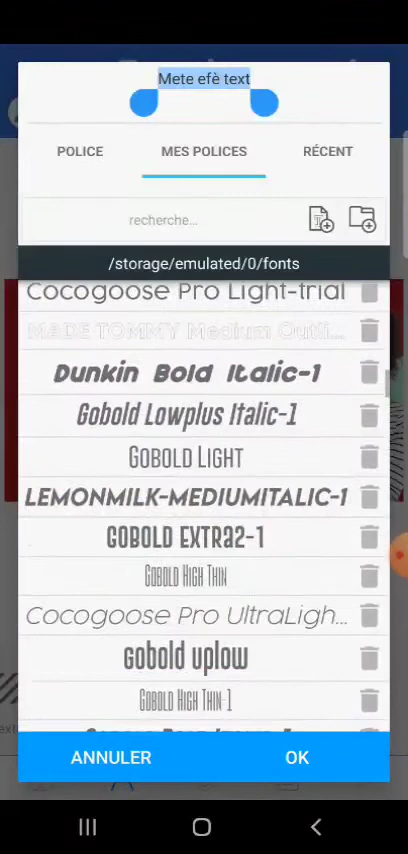 Mete efè text
POLICE MES POLICES RÉCENT
recherche...
/storage/emulated/0/fonts
Cocogoose Pro Light-trial
MADE TOMMY Medium Outli...
Dunkin Bold Italic-1
Gobold Lowplus Italic-1
Gobold Light
LEMONMILK-MEDIUMITALIC-1
GOBOLD EXTRa2-1
Gobold High Thin
Cocogoose Pro UltraLigh...
gobold uplow
Gobold High Thin-1
ANNULER OK